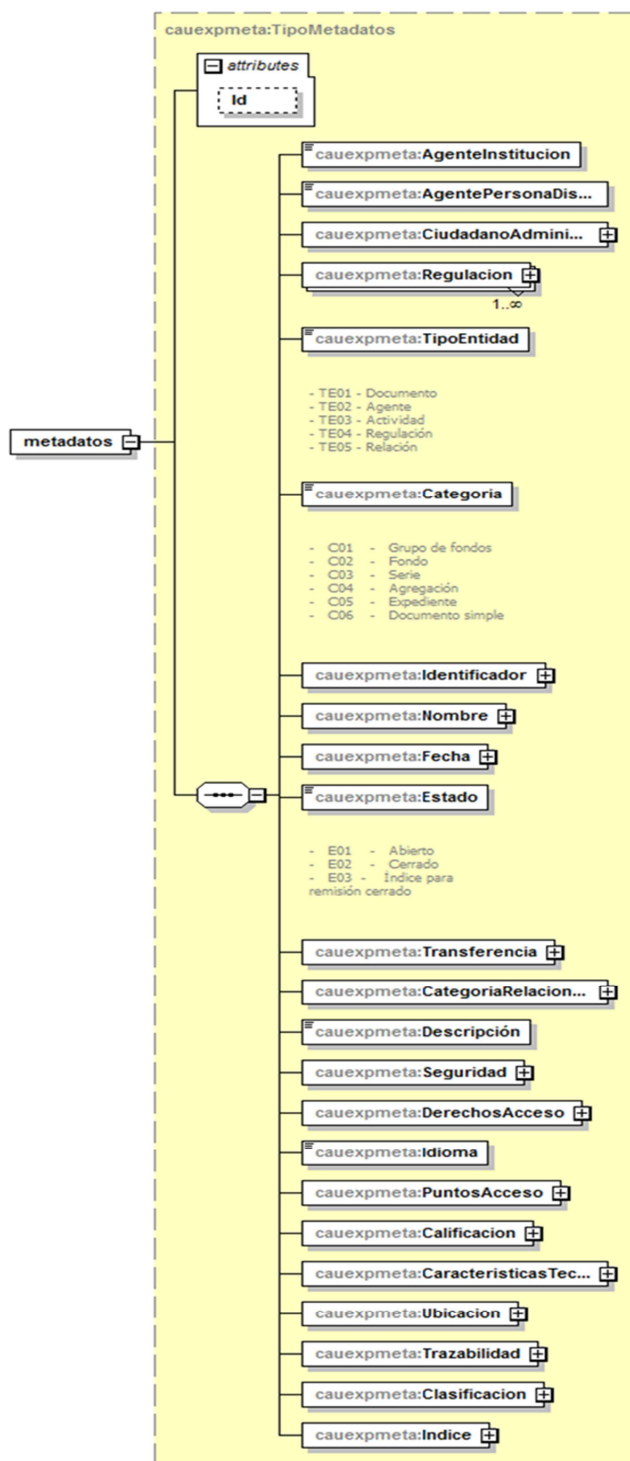 cauexpmeta:TipoMetadatos
attributes
Id
cauexpmeta:AgenteInstitucion
cauexpmeta:AgentePersonaDis...
cauexpmeta:CiudadanoAdmini...
cauexpmeta:Regulacion
1..∞
cauexpmeta:TipoEntidad
- TE01 - Documento
- TE02 - Agente
- TE03 - Actividad
- TE04 - Regulación
- TE05 - Relación
metadatos
cauexpmeta:Categoria
- C01 - Grupo de fondos
- C02 - Fondo
- C03 - Serie
- C04 - Agregación
- C05 - Expediente
- C06 - Documento simple
cauexpmeta:Identificador
cauexpmeta:Nombre
cauexpmeta:Fecha
cauexpmeta:Estado
- E01 - Abierto
- E02 - Cerrado
- E03 - Índice para
remisión cerrado
cauexpmeta:Transferencia
cauexpmeta:CategoriaRelacion...
cauexpmeta:Descripción
cauexpmeta:Seguridad
cauexpmeta:DerechosAcceso
cauexpmeta:Idioma
cauexpmeta:PuntosAcceso
cauexpmeta:Calificacion
cauexpmeta:CaracteristicasTec...
cauexpmeta:Ubicacion
cauexpmeta:Trazabilidad
cauexpmeta:Clasificacion
cauexpmeta:Indice